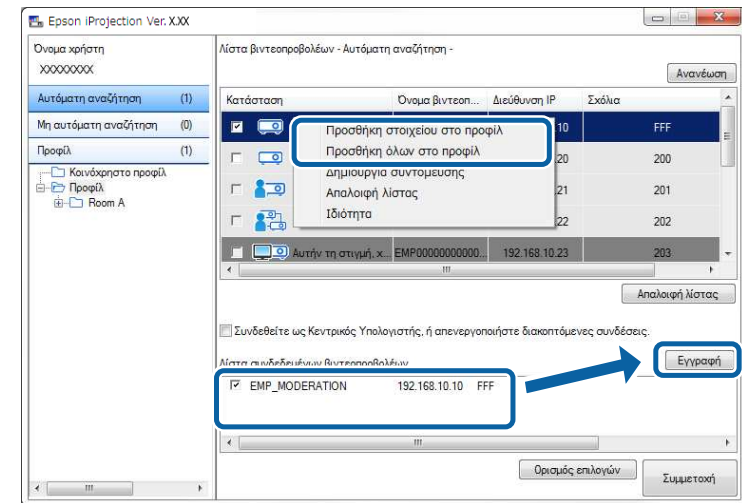 Epson iProjection Ver. X.XX
Όνομα χρήστη
XXXXXXXX
Αυτόματη αναζήτηση (1)
Μη αυτόματη αναζήτηση (0)
Προφίλ (1)
Κοινόχρηστο προφίλ
Προφίλ
Room A
Λίστα βιντεοπροβολέων - Αυτόματη αναζήτηση -
Ανανέωση
Κατάσταση Όνομα βιντεοπ... Διεύθυνση IP Σχόλια
10 FFF
20 200
21 201
22 202
Αυτήν τη στιγμή, χ... EMP00000000000... 192.168.10.23 203
Προσθήκη στοιχείου στο προφίλ
Προσθήκη όλων στο προφίλ
Δημιουργία συντόμευσης
Απαλοιφή λίστας
Ιδιότητα
Απαλοιφή λίστας
Συνδεθείτε ως Κεντρικός Υπολογιστής, ή απενεργοποιήστε διακοπτόμενες συνδέσεις.
Λίστα συνδεδεμένων βιντεοπροβολέων
Εγγραφή
EMP_MODERATION 192.168.10.10 FFF
Ορισμός επιλογών
Συμμετοχή